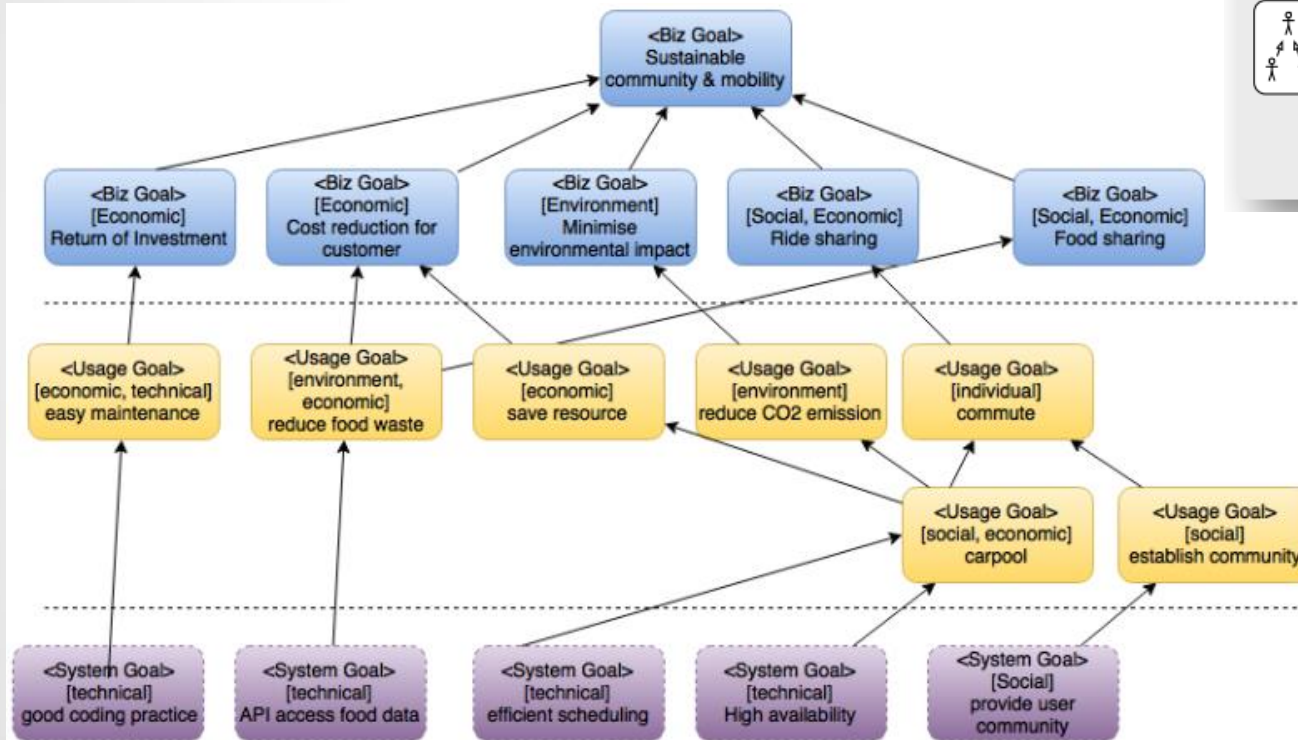 <Biz Goal>
Sustainable
community & mobility
<Biz Goal>
[Economic]
Return of Investment
<Biz Goal>
[Economic]
Cost reduction for
customer
<Biz Goal>
[Environment]
Minimise
environmental impact
<Biz Goal>
[Social, Economic]
Ride sharing
<Biz Goal>
[Social, Economic]
Food sharing
<Usage Goal>
[economic, technical]
easy maintenance
<Usage Goal>
[environment,
economic]
reduce food waste
<Usage Goal>
[economic]
save resource
<Usage Goal>
[environment]
reduce CO2 emission
<Usage Goal>
[individual]
commute
<Usage Goal>
[social, economic]
carpool
<Usage Goal>
[social]
establish community
<System Goal>
[technical]
good coding practice
<System Goal>
[technical]
API access food data
<System Goal>
[technical]
efficient scheduling
<System Goal>
[technical]
High availability
<System Goal>
[Social]
provide user
community